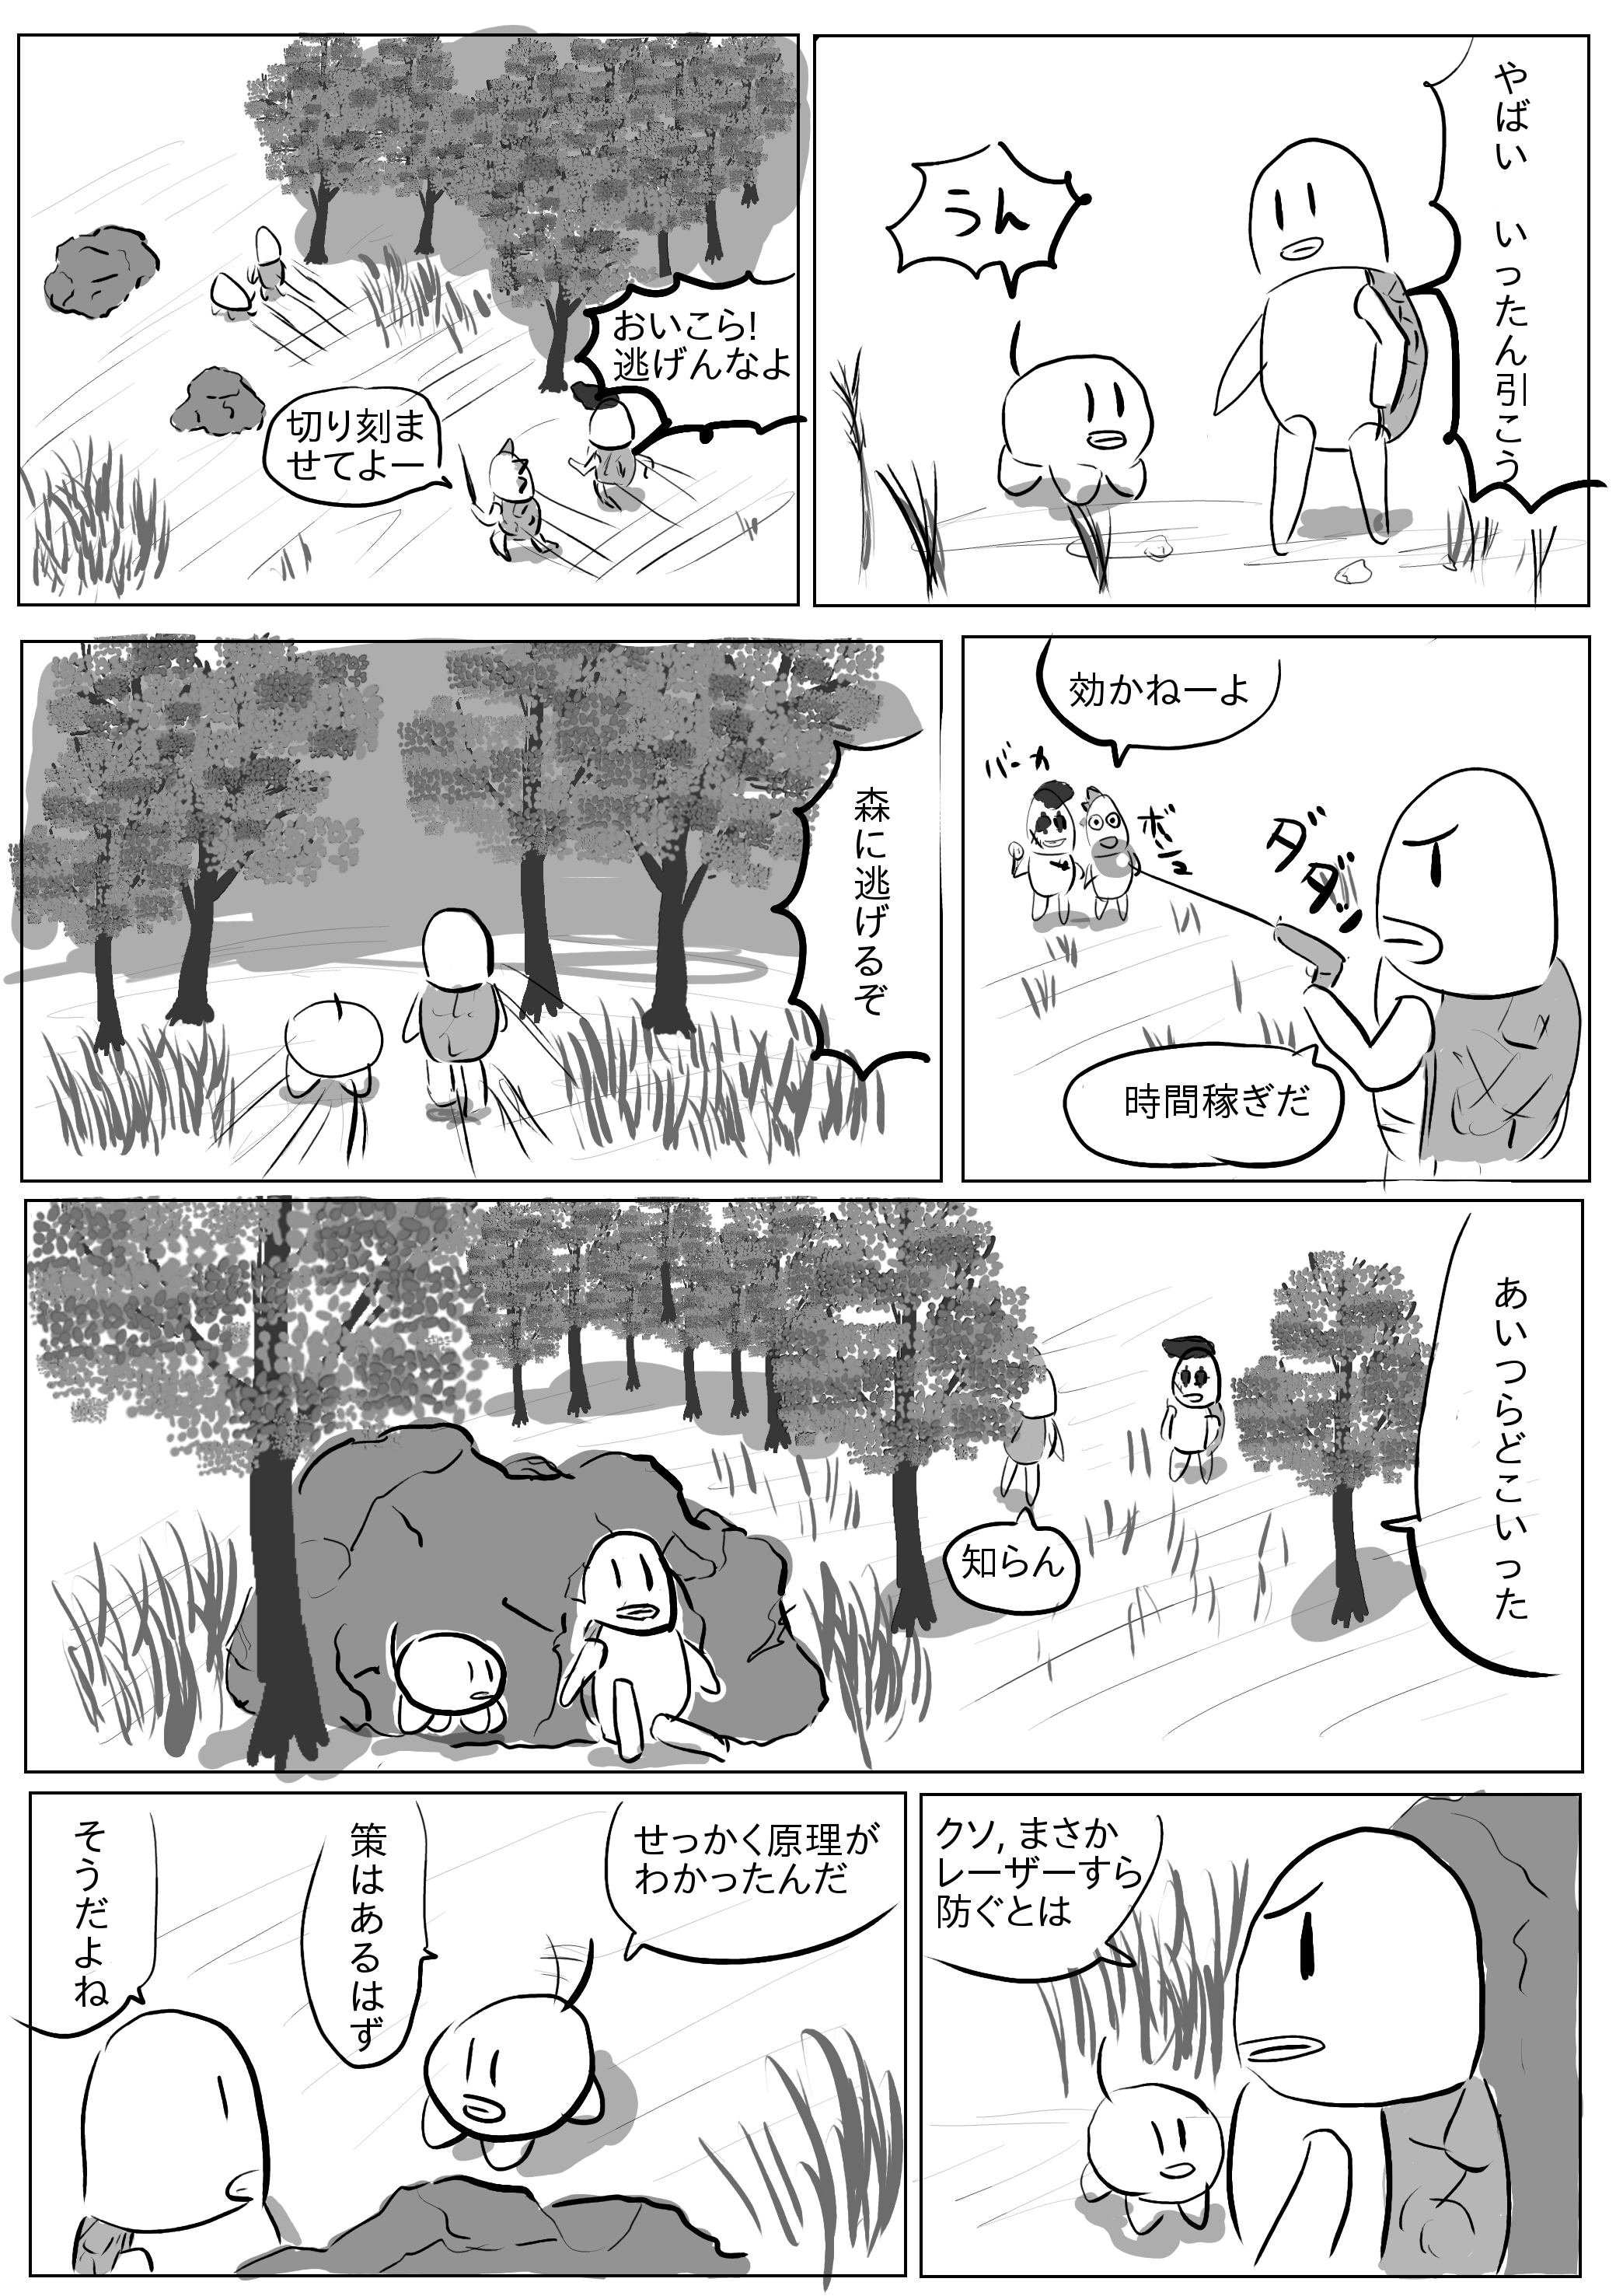 やばい　いったん引こう
うん
おいこら!
逃げんなよ
切り刻ま
せてよー
効かねーよ
バーカ
ダダッ
時間稼ぎだ
森に逃げるぞ
あいつらどこいった
知らん
クソ, まさか
レーザーすら
防ぐとは
せっかく原理が
わかったんだ
策はあるはず
そうだよね